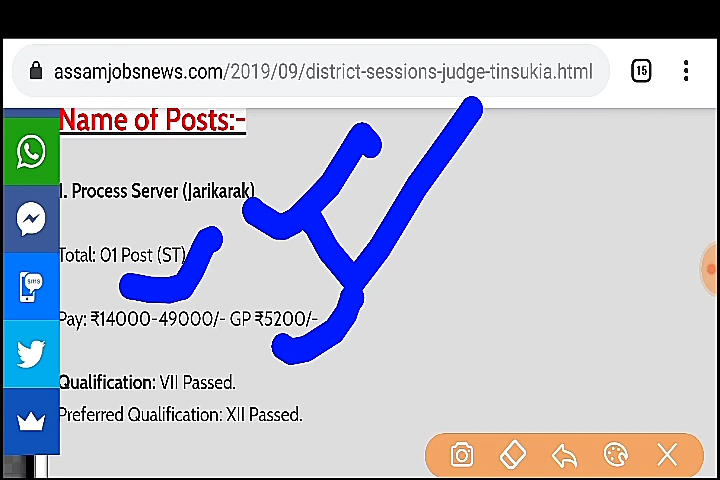 assamjobsnews.com/2019/09/district-sessions-judge-tinsukia.html
15
Name of Posts:-
1. Process Server (Jarikarak)
Total: 01 Post (ST)
sms
Pay: ₹14000-49000/- GP ₹5200/-
Qualification: VII Passed.
Preferred Qualification: XII Passed.